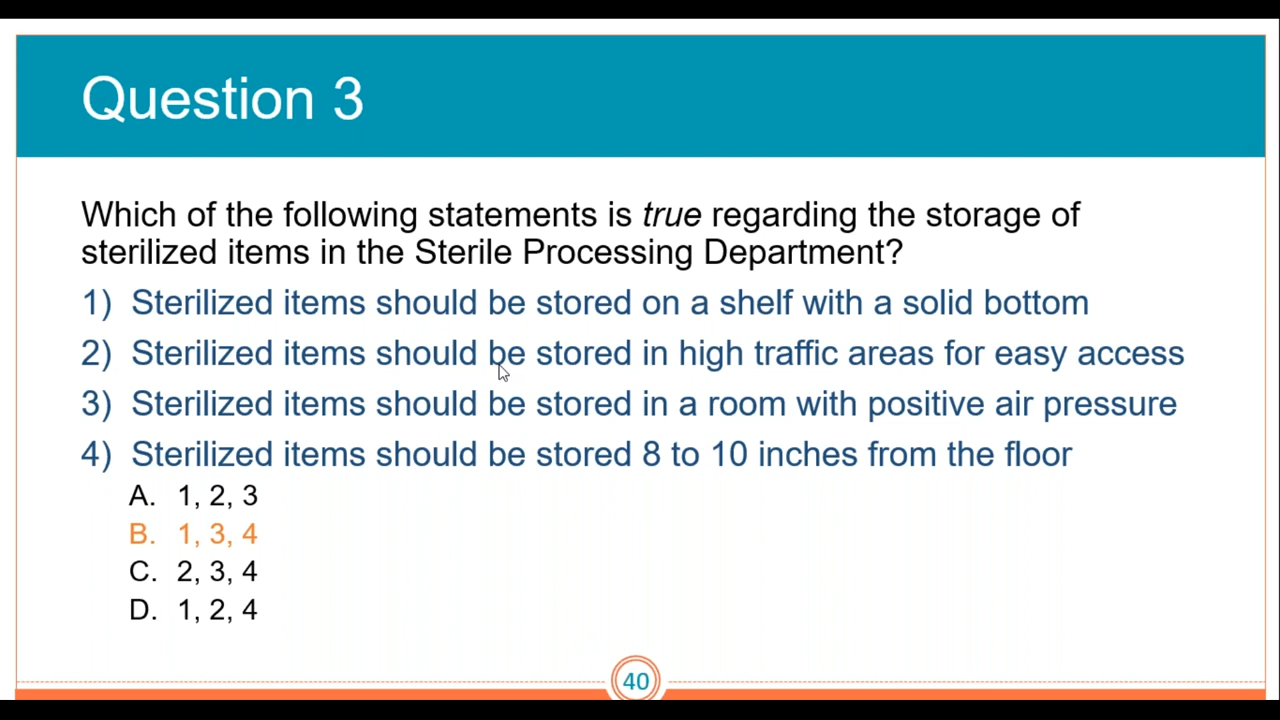 Question 3
Which of the following statements is true regarding the storage of
sterilized items in the Sterile Processing Department?
1) Sterilized items should be stored on a shelf with a solid bottom
2) Sterilized items should be stored in high traffic areas for easy access
3) Sterilized items should be stored in a room with positive air pressure
4) Sterilized items should be stored 8 to 10 inches from the floor
A. 1, 2, 3
B. 1, 3, 4
C. 2, 3, 4
D. 1, 2, 4
40